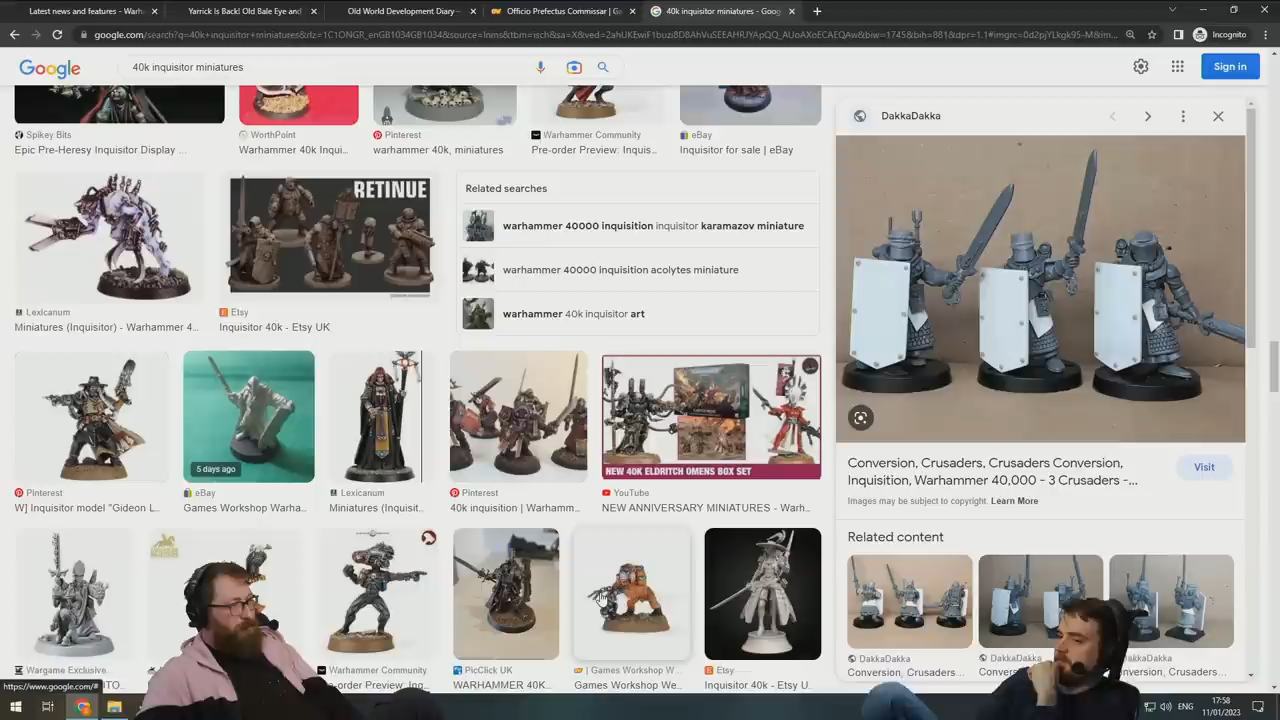 Latest news and features - Warh
Yarrick Is Back! Old Bale Eye and
Old World Development Diary –
Officio Prefectus Commissar | Ga
40k inquisitor miniatures - Goog
Incognito
Google
40k inquisitor miniatures
Sign in
Spikey Bits
Epic Pre-Heresy Inquisitor Display ...
WorthPoint
Warhammer 40k Inqui...
Pinterest
warhammer 40k, miniatures
Warhammer Community
Pre-order Preview: Inquis...
eBay
Inquisitor for sale | eBay
DakkaDakka
RETINUE
Related searches
warhammer 40000 inquisition inquisitor karamazov miniature
warhammer 40000 inquisition acolytes miniature
warhammer 40k inquisitor art
Lexicanum
Miniatures (Inquisitor) - Warhammer 4...
Etsy
Inquisitor 40k - Etsy UK
Conversion, Crusaders, Crusaders Conversion,
Inquisition, Warhammer 40,000 - 3 Crusaders -...
Visit
Images may be subject to copyright. Learn More
5 days ago
NEW 40K ELDRITCH OMENS BOX SET
Pinterest
W] Inquisitor model "Gideon L...
eBay
Games Workshop Warha...
Lexicanum
Miniatures (Inquisit...
Pinterest
40k inquisition | Warhamm...
YouTube
NEW ANNIVERSARY MINIATURES - Warh...
Related content
Wargame Exclusive
Warhammer Community
PicClick UK
WARHAMMER 40K...
| Games Workshop W...
Games Workshop We...
Etsy
Inquisitor 40k - Etsy U...
DakkaDakka
Conversion, Crusaders...
DakkaDakka
DakkaDakka
https://www.google.com/#
ENG
17:58
11/01/2023